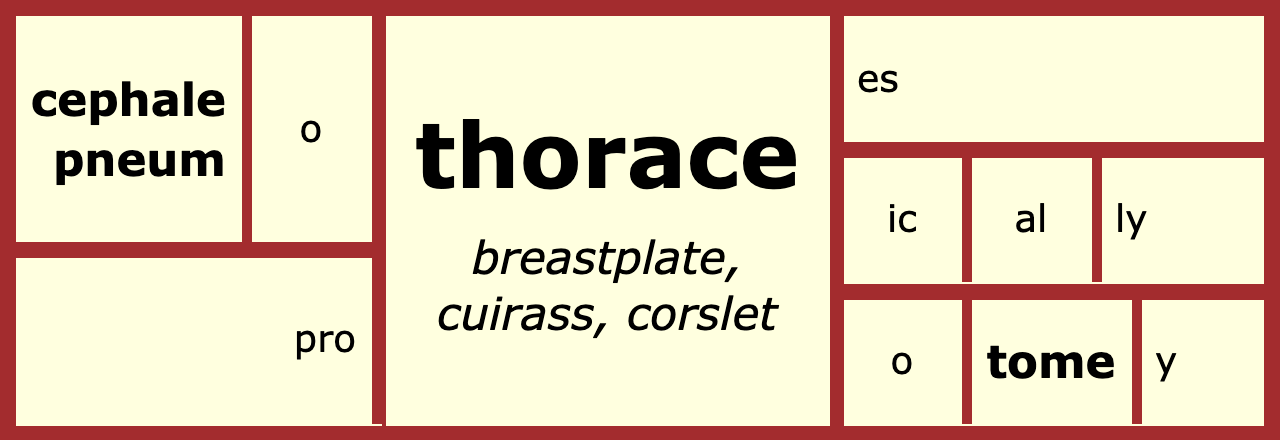 cephale
pneum
o
pro
thorace
breastplate,
cuirass, corslet
es
ic al ly
o tome y